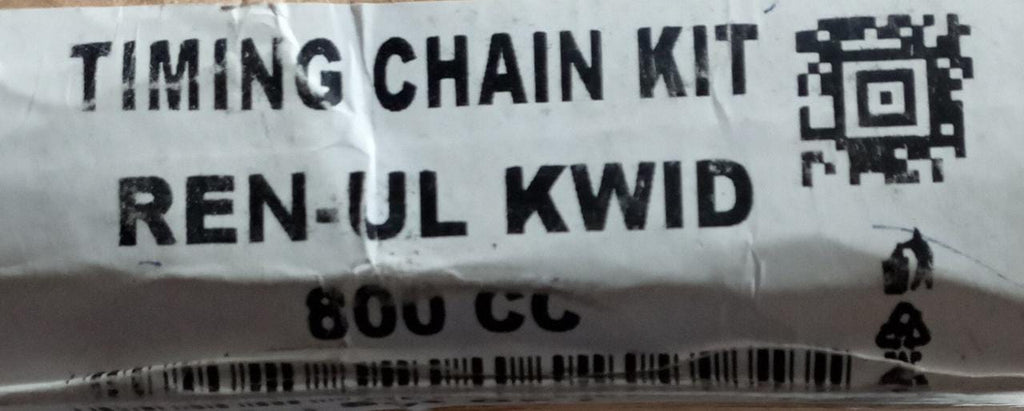 TIMING CHAIN KIT
REN-UL KWID
800 CC